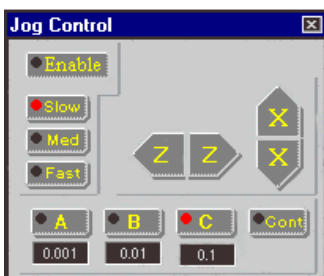 Jog Control
Enable
Slow
Med
Fast
X
Z Z X
A B C Cont
0.001 0.01 0.1